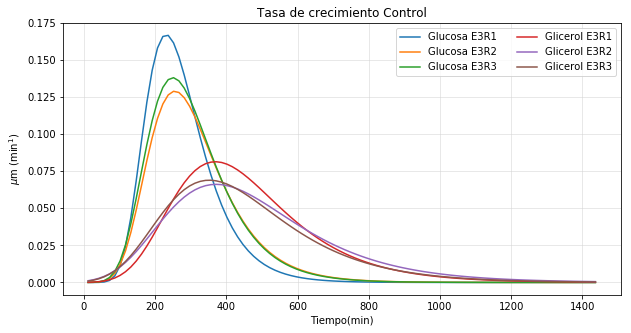 Tasa de crecimiento Control
Glucosa E3R1
Glucosa E3R2
Glucosa E3R3
Glicerol E3R1
Glicerol E3R2
Glicerol E3R3
0.175
0.150
0.125
0.100
0.075
0.050
0.025
0.000
μm (min¹)
0 200 400 600 800 1000 1200 1400
Tiempo(min)